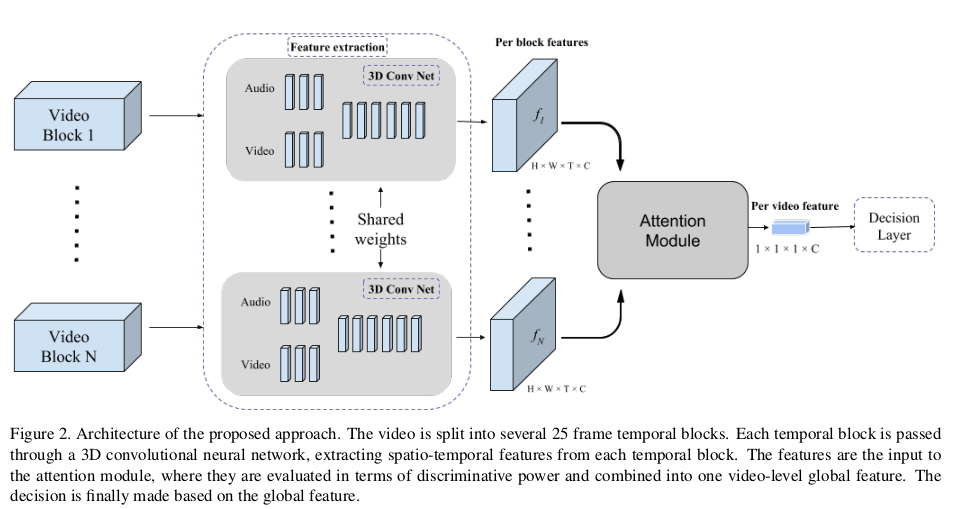 Feature extraction
Per block features
3D Conv Net
Audio
Video
Video
Block 1
f1
H × W × T × C
Shared
weights
Attention
Module
Per video feature
1 × 1 × 1 × C
Decision
Layer
3D Conv Net
Audio
Video
Video
Block N
fN
H × W × T × C
Figure 2. Architecture of the proposed approach. The video is split into several 25 frame temporal blocks. Each temporal block is passed
through a 3D convolutional neural network, extracting spatio-temporal features from each temporal block. The features are the input to
the attention module, where they are evaluated in terms of discriminative power and combined into one video-level global feature. The
decision is finally made based on the global feature.